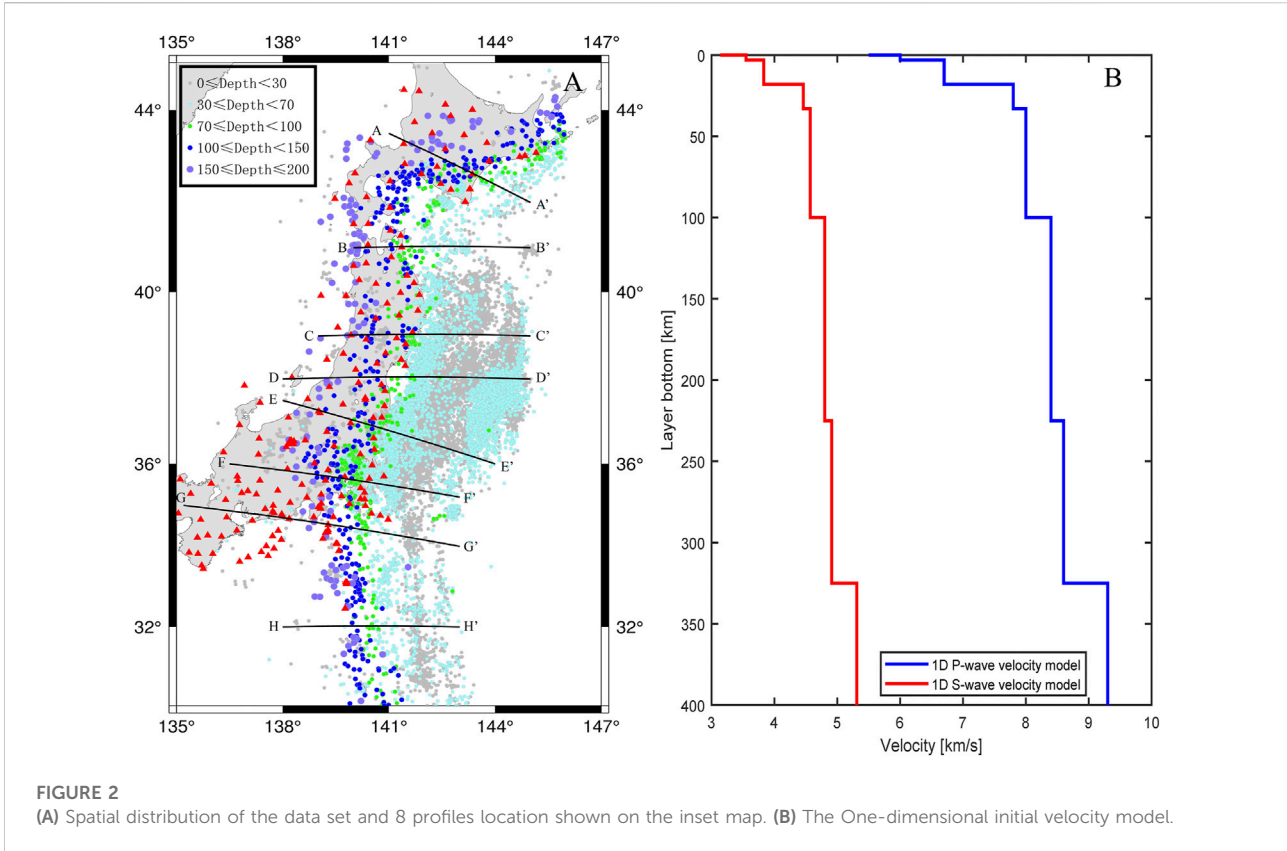 135° 138° 141° 144° 147°
A
0≤Depth<30
30≤Depth<70
70≤Depth<100
100≤Depth<150
150≤Depth≤200
44°
40°
36°
32°
A
A'
B
B'
C
C'
D
D'
E
E'
F
F'
G
G'
H
H'
135° 138° 141° 144° 147°
B
Layer bottom [km]
0
50
100
150
200
250
300
350
400
1D P-wave velocity model
1D S-wave velocity model
3 4 5 6 7 8 9 10
Velocity [km/s]
FIGURE 2
(A) Spatial distribution of the data set and 8 profiles location shown on the inset map. (B) The One-dimensional initial velocity model.